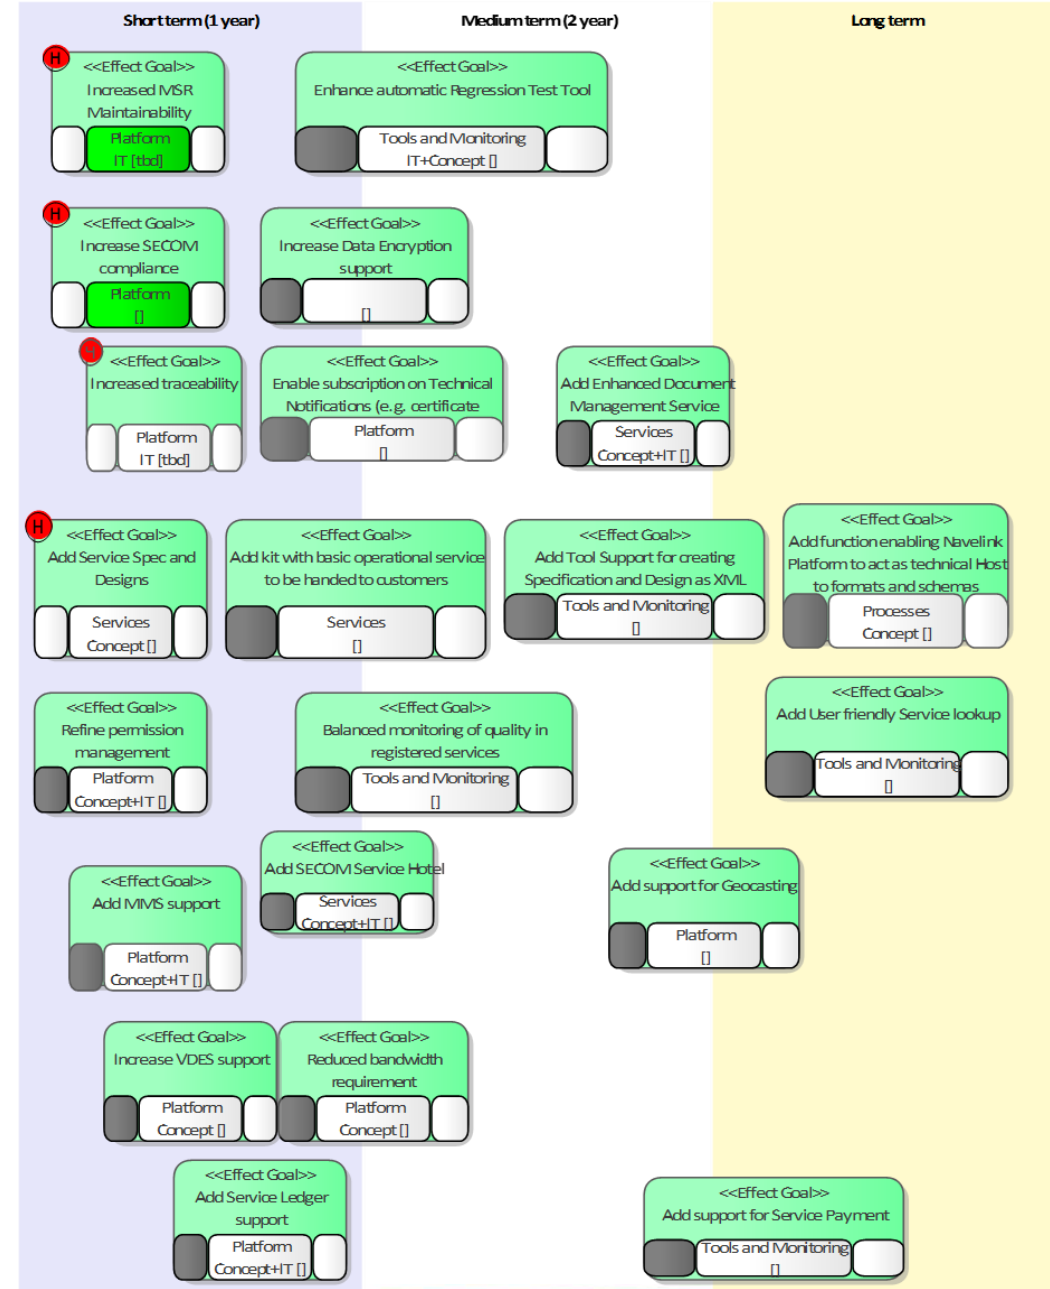 Short term (1 year)
Medium term (2 year)
Long term
H
<<Effect Goal>>
Increased MSR
Maintainability
Platform
IT [tbd]
<<Effect Goal>>
Enhance automatic Regression Test Tool
Tools and Monitoring
IT+Concept []
H
<<Effect Goal>>
Increase SECOM
compliance
Platform
[]
<<Effect Goal>>
Increase Data Encryption
support
[]
<<Effect Goal>>
Increased traceability
Platform
IT [tbd]
<<Effect Goal>>
Enable subscription on Technical
Notifications (e.g. certificate
Platform
[]
<<Effect Goal>>
Add Enhanced Document
Management Service
Services
Concept+IT []
H
<<Effect Goal>>
Add Service Spec and
Designs
Services
Concept []
<<Effect Goal>>
Add kit with basic operational service
to be handed to customers
Services
[]
<<Effect Goal>>
Add Tool Support for creating
Specification and Design as XML
Tools and Monitoring
[]
<<Effect Goal>>
Add function enabling Navelink
Platform to act as technical Host
to formats and schemas
Processes
Concept []
<<Effect Goal>>
Refine permission
management
Platform
Concept+IT []
<<Effect Goal>>
Balanced monitoring of quality in
registered services
Tools and Monitoring
[]
<<Effect Goal>>
Add User friendly Service lookup
Tools and Monitoring
[]
<<Effect Goal>>
Add MMS support
Platform
Concept+IT []
<<Effect Goal>>
Add SECOM Service Hotel
Services
Concept+IT []
<<Effect Goal>>
Add support for Geocasting
Platform
[]
<<Effect Goal>>
Increase VDES support
Platform
Concept []
<<Effect Goal>>
Reduced bandwidth
requirement
Platform
Concept []
<<Effect Goal>>
Add Service Ledger
support
Platform
Concept+IT []
<<Effect Goal>>
Add support for Service Payment
Tools and Monitoring
[]